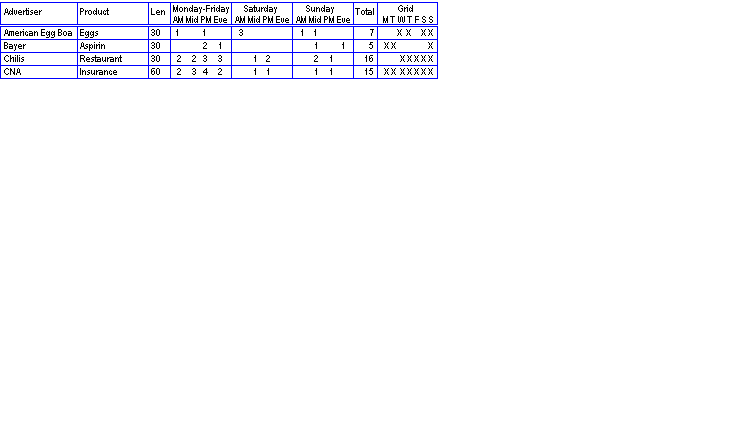 Advertiser Product Len Monday-Friday Saturday Sunday Total Grid
AM Mid PM Eve AM Mid PM Eve AM Mid PM Eve M T W T F S S
American Egg Boa Eggs 30 1 1 3 1 1 7 X X X X
Bayer Aspirin 30 2 1 1 1 5 X X X
Chilis Restaurant 30 2 2 3 3 1 2 2 1 16 X X X X X
CNA Insurance 60 2 3 4 2 1 1 1 1 15 X X X X X X X